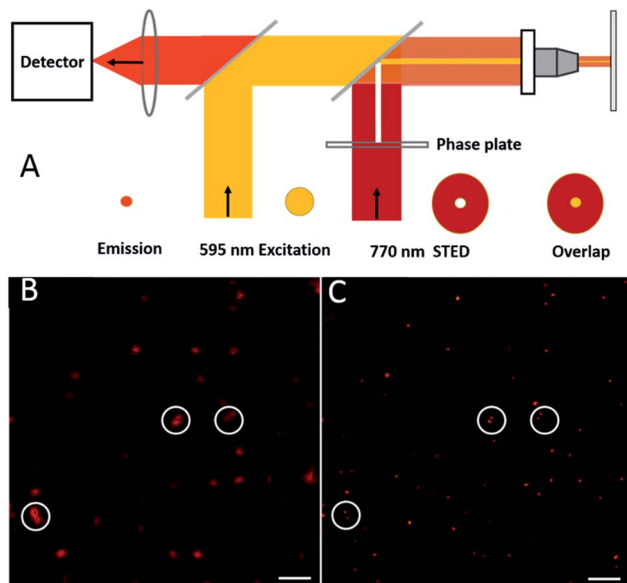 Detector
Phase plate
A
Emission
595 nm Excitation
770 nm STED
Overlap
B
C